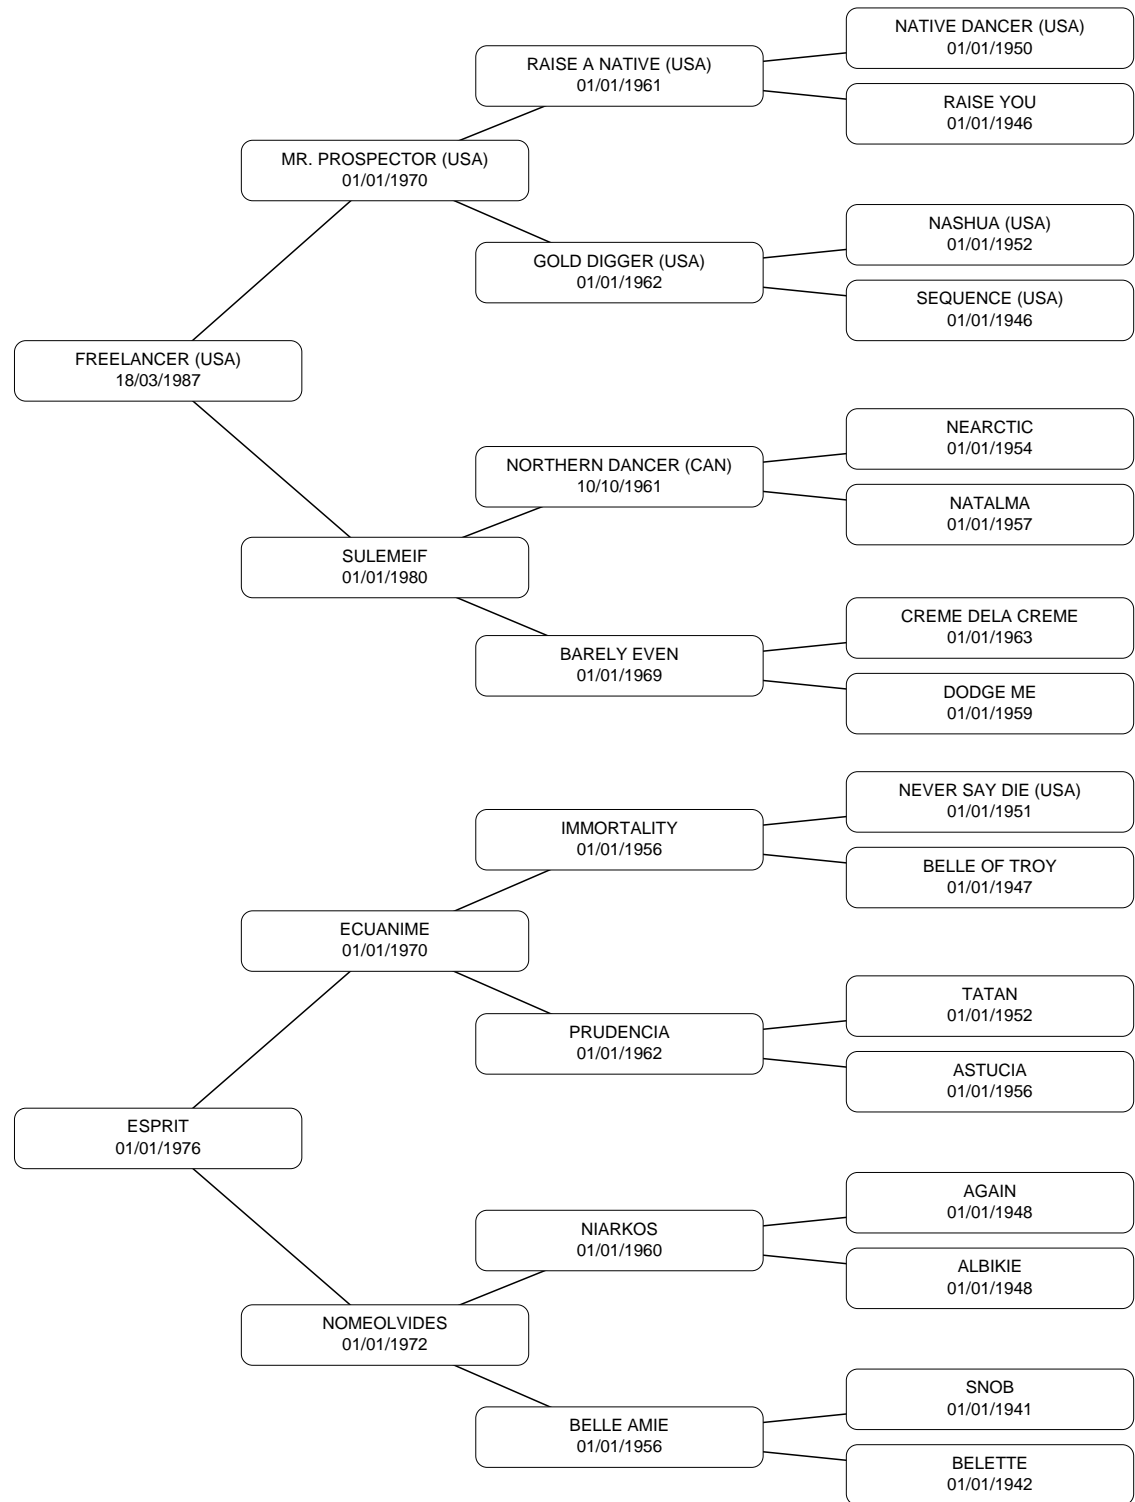 NATIVE DANCER (USA)
01/01/1950
RAISE A NATIVE (USA)
01/01/1961
RAISE YOU
01/01/1946
MR. PROSPECTOR (USA)
01/01/1970
NASHUA (USA)
01/01/1952
GOLD DIGGER (USA)
01/01/1962
SEQUENCE (USA)
01/01/1946
FREELANCER (USA)
18/03/1987
NEARCTIC
01/01/1954
NORTHERN DANCER (CAN)
10/10/1961
NATALMA
01/01/1957
SULEMEIF
01/01/1980
CREME DELA CREME
01/01/1963
BARELY EVEN
01/01/1969
DODGE ME
01/01/1959
NEVER SAY DIE (USA)
01/01/1951
IMMORTALITY
01/01/1956
BELLE OF TROY
01/01/1947
ECUANIME
01/01/1970
TATAN
01/01/1952
PRUDENCIA
01/01/1962
ASTUCIA
01/01/1956
ESPRIT
01/01/1976
AGAIN
01/01/1948
NIARKOS
01/01/1960
ALBIKIE
01/01/1948
NOMEOLVIDES
01/01/1972
SNOB
01/01/1941
BELLE AMIE
01/01/1956
BELETTE
01/01/1942